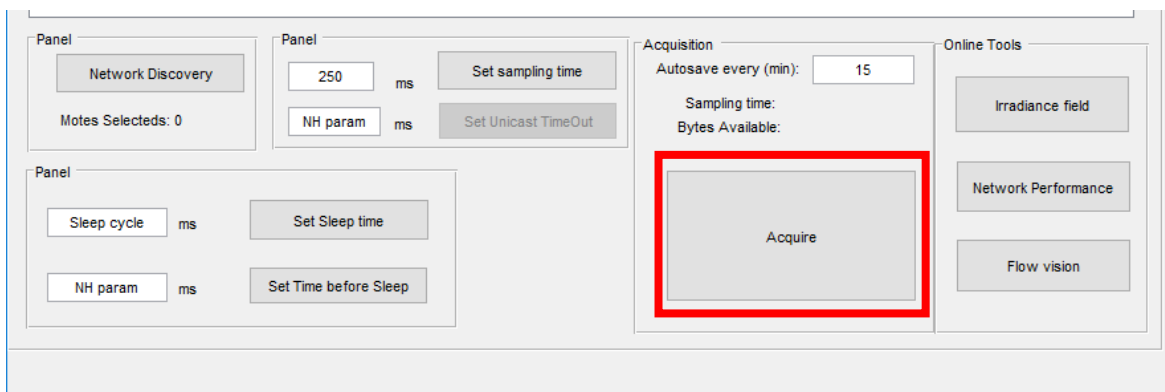 Panel
Network Discovery
Motes Selecteds: 0
Panel
250 ms Set sampling time
NH param ms Set Unicast TimeOut
Panel
Sleep cycle ms Set Sleep time
NH param ms Set Time before Sleep
Acquisition
Autosave every (min): 15
Sampling time:
Bytes Available:
Acquire
Online Tools
Irradiance field
Network Performance
Flow vision